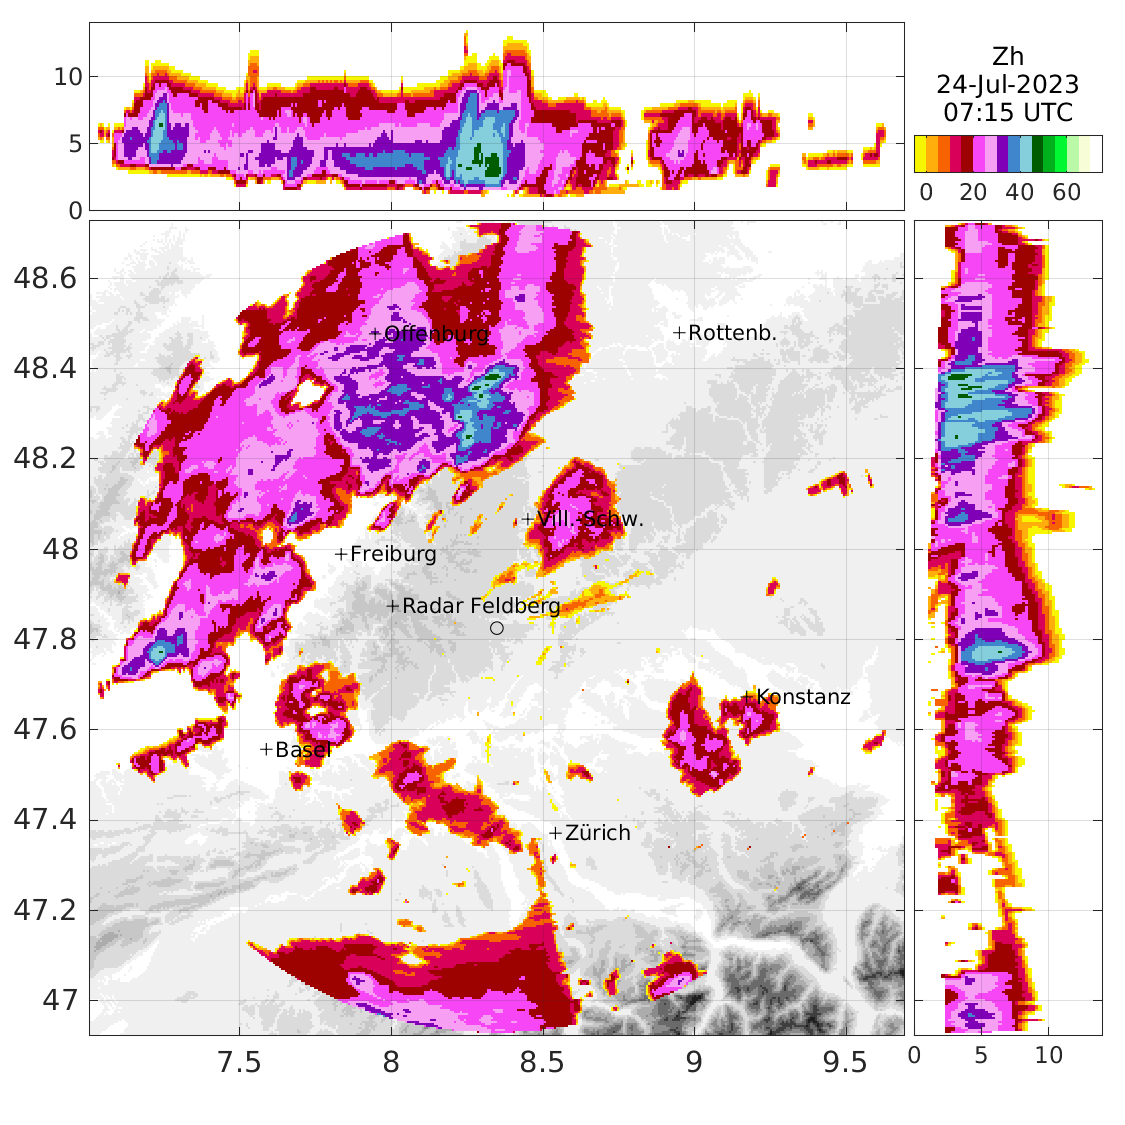 10
5
0
Zh
24-Jul-2023
07:15 UTC
0 20 40 60
48.6
48.4
48.2
48
47.8
47.6
47.4
47.2
47
+Offenburg
+Rottenb.
+Vill.-Schw.
+Freiburg
+Radar Feldberg
+Konstanz
+Basel
+Zürich
7.5 8 8.5 9 9.5
0 5 10